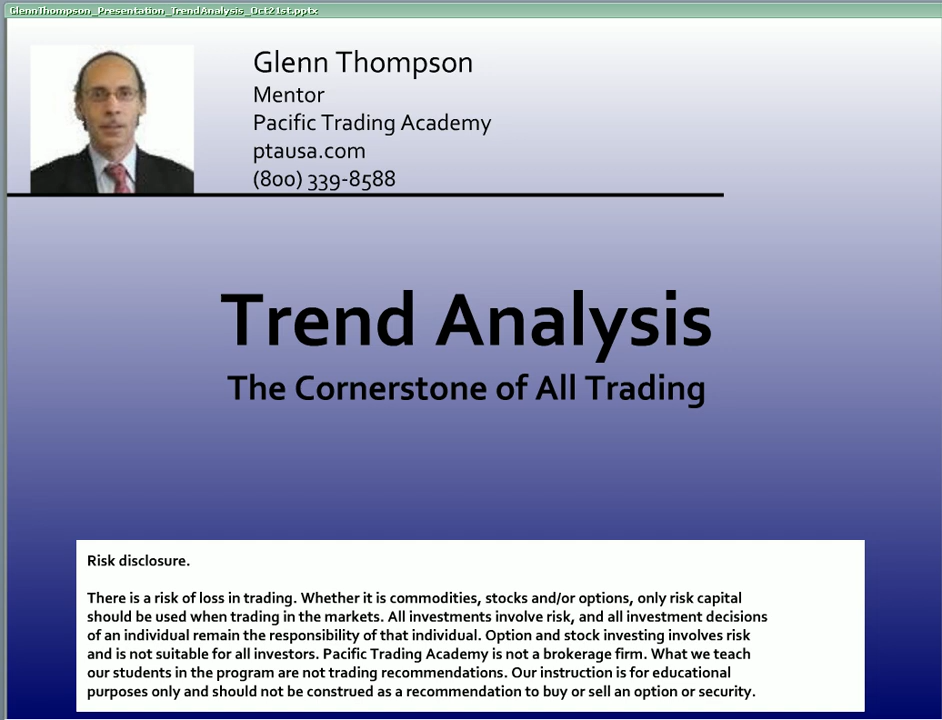 GlennThompson_Presentation_TrendAnalysis_Oct21st.pptx
Glenn Thompson
Mentor
Pacific Trading Academy
ptausa.com
(800) 339-8588
Trend Analysis
The Cornerstone of All Trading
Risk disclosure.
There is a risk of loss in trading. Whether it is commodities, stocks and/or options, only risk capital
should be used when trading in the markets. All investments involve risk, and all investment decisions
of an individual remain the responsibility of that individual. Option and stock investing involves risk
and is not suitable for all investors. Pacific Trading Academy is not a brokerage firm. What we teach
our students in the program are not trading recommendations. Our instruction is for educational
purposes only and should not be construed as a recommendation to buy or sell an option or security.